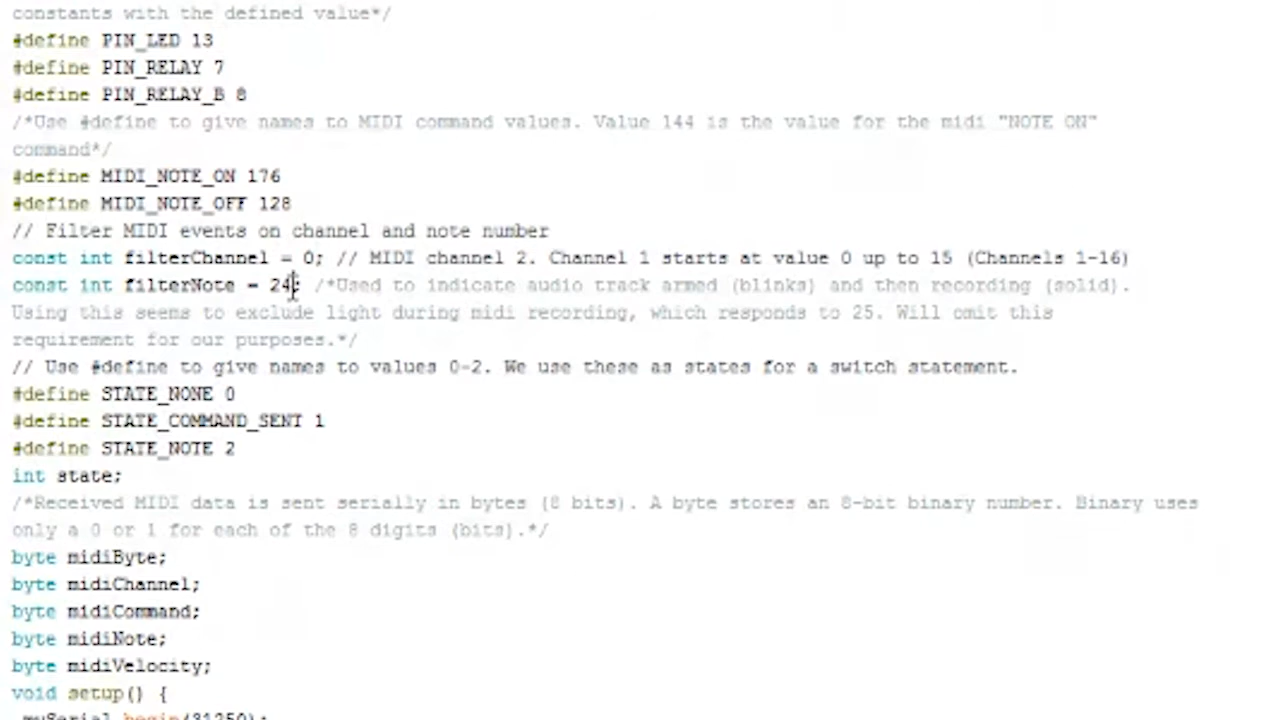 constants with the defined value*/
#define PIN_LED 13
#define PIN_RELAY 7
#define PIN_RELAY_B 8
/*Use #define to give names to MIDI command values. Value 144 is the value for the midi "NOTE ON"
command*/
#define MIDI_NOTE_ON 176
#define MIDI_NOTE_OFF 128
// Filter MIDI events on channel and note number
const int filterChannel = 0; // MIDI channel 2. Channel 1 starts at value 0 up to 15 (Channels 1-16)
const int filterNote = 24; /*Used to indicate audio track armed (blinks) and then recording (solid).
Using this seems to exclude light during midi recording, which responds to 25. Will omit this
requirement for our purposes.*/
// Use #define to give names to values 0-2. We use these as states for a switch statement.
#define STATE_NONE 0
#define STATE_COMMAND_SENT 1
#define STATE_NOTE 2
int state;
/*Received MIDI data is sent serially in bytes (8 bits). A byte stores an 8-bit binary number. Binary uses
only a 0 or 1 for each of the 8 digits (bits).*/
byte midiByte;
byte midiChannel;
byte midiCommand;
byte midiNote;
byte midiVelocity;
void setup() {
mySerial.begin(31250);